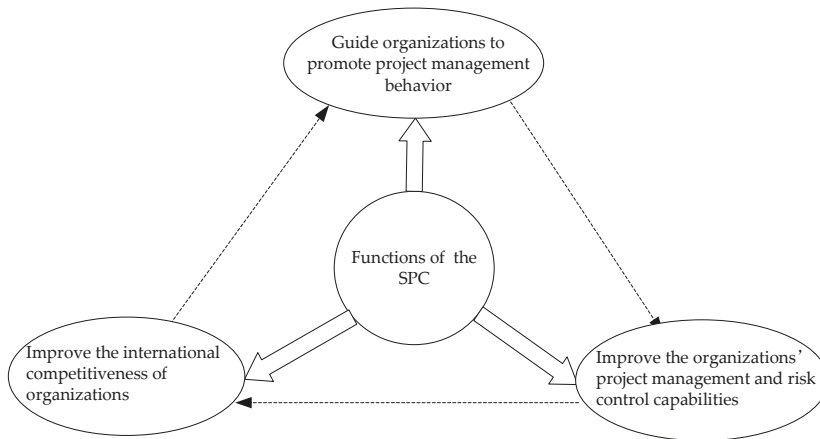 Guide organizations to
promote project management
behavior
Functions of the
SPC
Improve the international
competitiveness of
organizations
Improve the organizations’
project management and risk
control capabilities